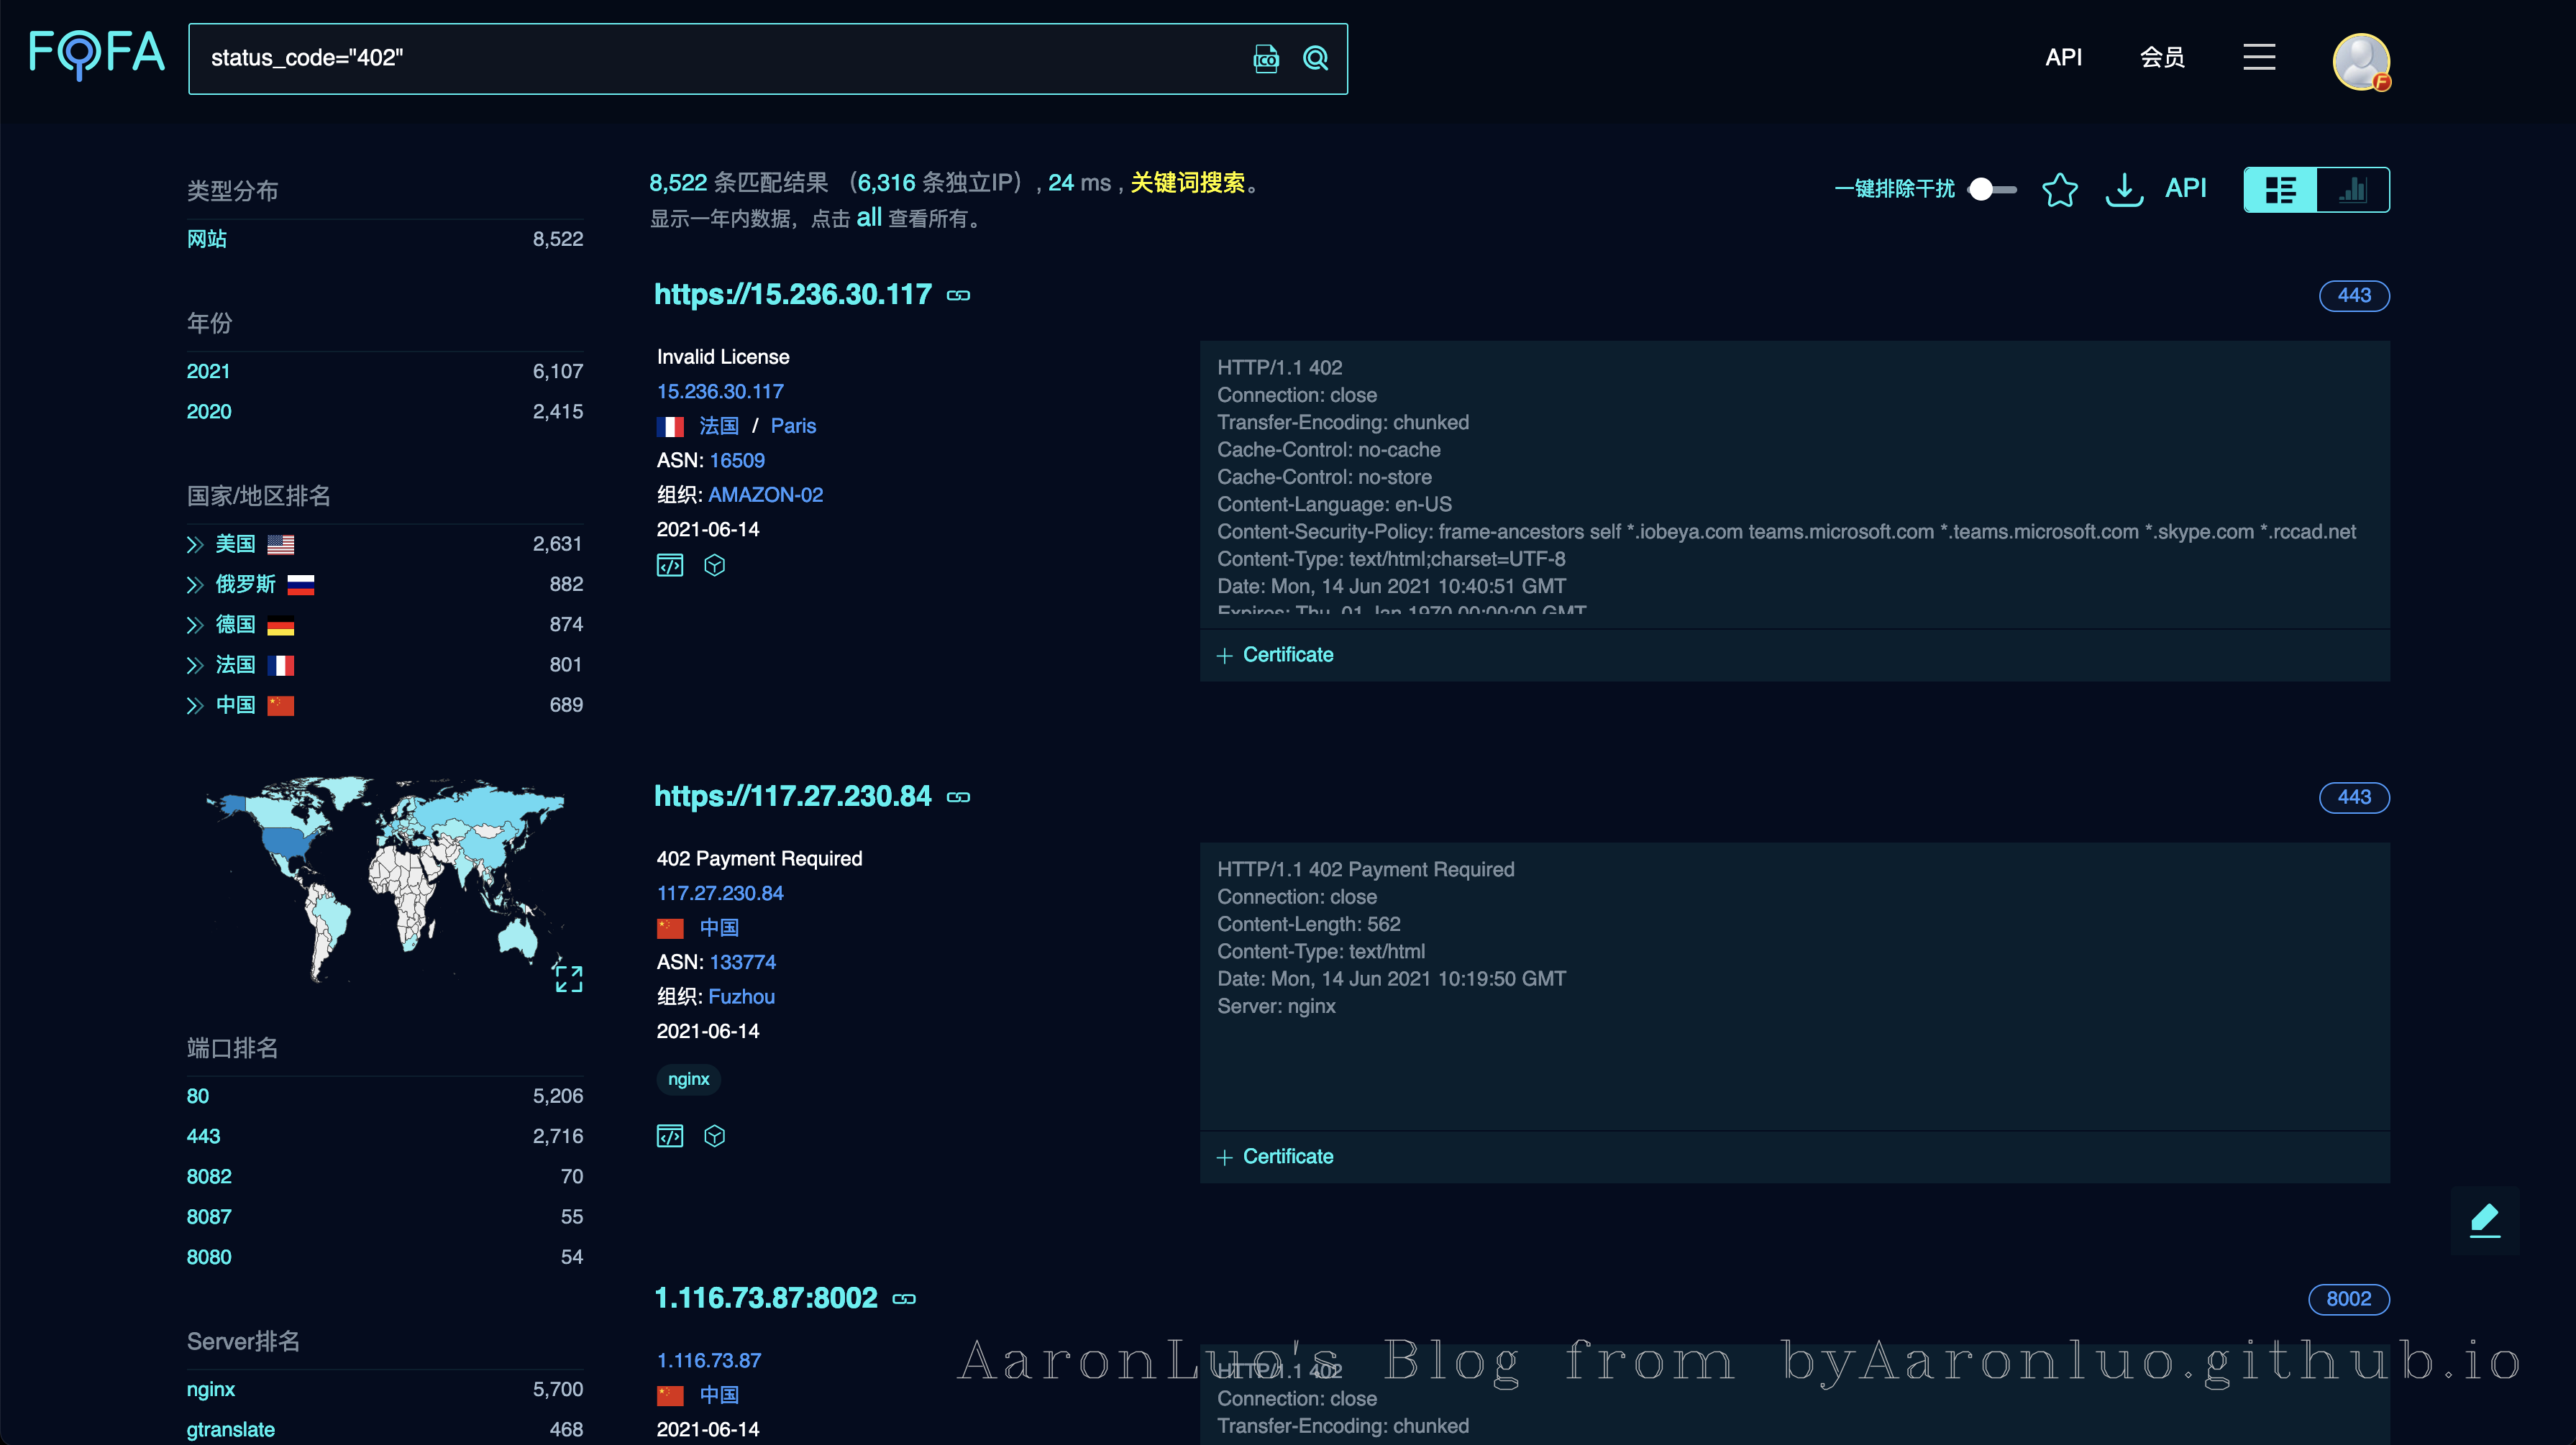 FOFA
status_code="402"
ICO
API
会员
F
类型分布
网站 8,522
年份
2021 6,107
2020 2,415
国家/地区排名
美国 2,631
俄罗斯 882
德国 874
法国 801
中国 689
端口排名
80 5,206
443 2,716
8082 70
8087 55
8080 54
Server排名
nginx 5,700
gtranslate 468
8,522 条匹配结果 （6,316 条独立IP）, 24 ms , 关键词搜索。
显示一年内数据，点击 all 查看所有。
一键排除干扰
API
https://15.236.30.117
443
Invalid License
15.236.30.117
法国 / Paris
ASN: 16509
组织: AMAZON-02
2021-06-14
HTTP/1.1 402
Connection: close
Transfer-Encoding: chunked
Cache-Control: no-cache
Cache-Control: no-store
Content-Language: en-US
Content-Security-Policy: frame-ancestors self *.iobeya.com teams.microsoft.com *.teams.microsoft.com *.skype.com *.rccad.net
Content-Type: text/html;charset=UTF-8
Date: Mon, 14 Jun 2021 10:40:51 GMT
Expires: Thu, 01 Jan 1970 00:00:00 GMT
+ Certificate
https://117.27.230.84
443
402 Payment Required
117.27.230.84
中国
ASN: 133774
组织: Fuzhou
2021-06-14
nginx
HTTP/1.1 402 Payment Required
Connection: close
Content-Length: 562
Content-Type: text/html
Date: Mon, 14 Jun 2021 10:19:50 GMT
Server: nginx
+ Certificate
1.116.73.87:8002
8002
1.116.73.87
中国
2021-06-14
HTTP/1.1 402
Connection: close
Transfer-Encoding: chunked
AaronLuo's Blog from byAaronluo.github.io